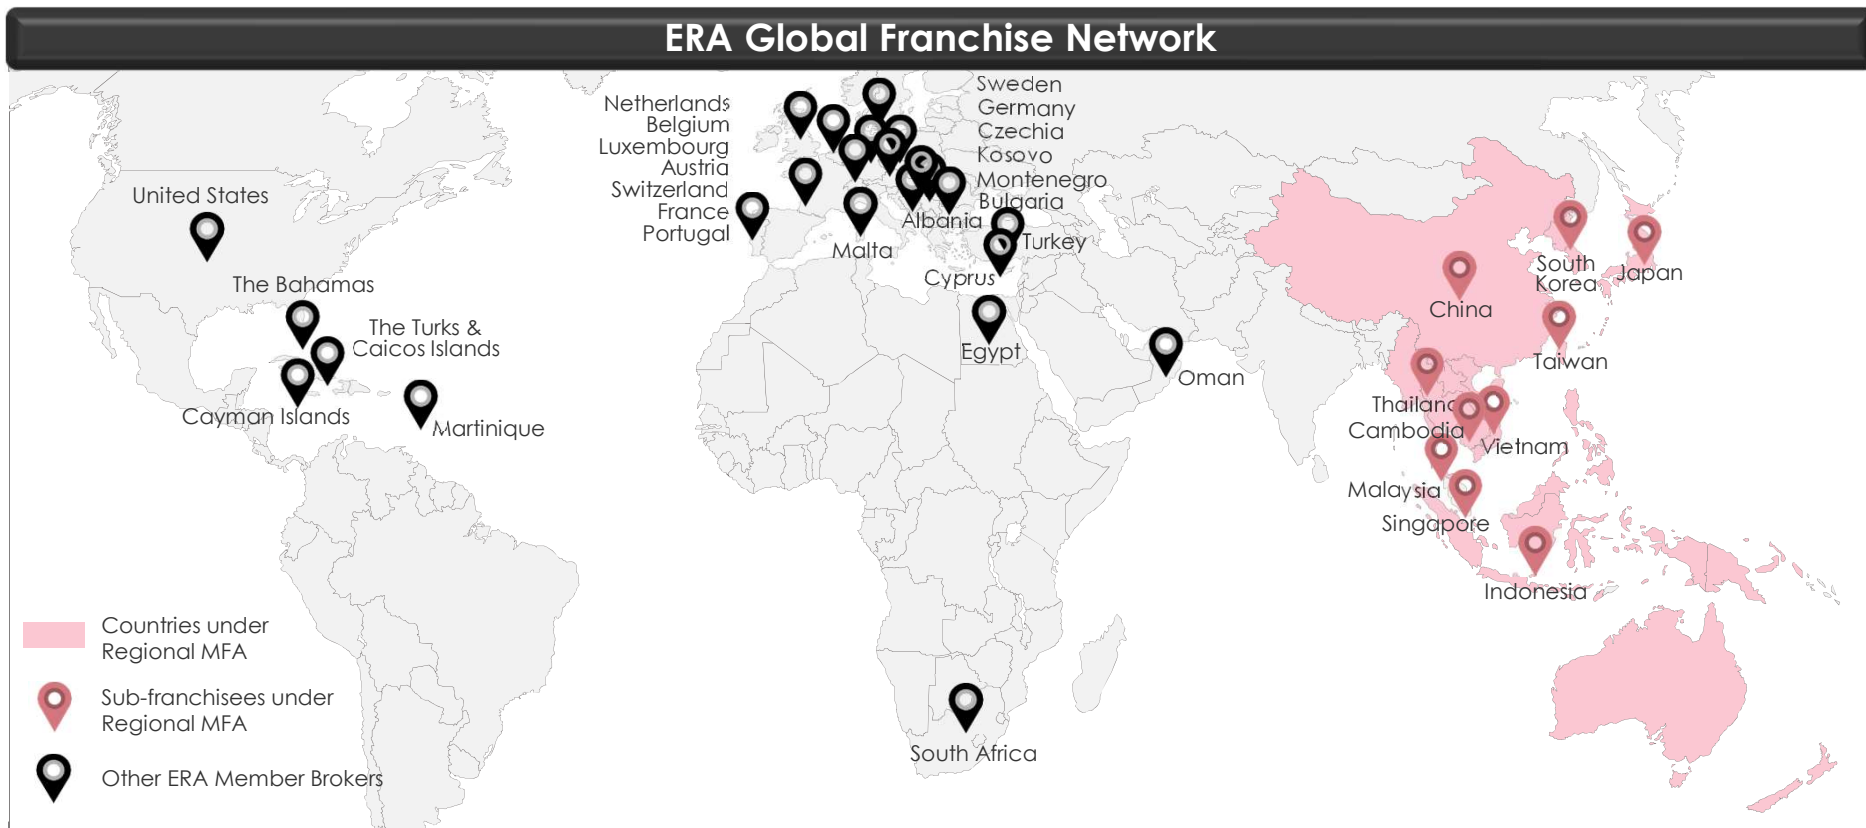 ERA Global Franchise Network
Netherlands
Belgium
Luxembourg
Austria
Switzerland
France
Portugal
Sweden
Germany
Czechia
Kosovo
Montenegro
Bulgaria
Albania
Turkey
Malta
Cyprus
United States
The Bahamas
The Turks &
Caicos Islands
Cayman Islands
Martinique
Egypt
Oman
South Africa
South
Korea
Japan
China
Taiwan
Thailand
Cambodia
Vietnam
Malaysia
Singapore
Indonesia
Countries under
Regional MFA
Sub-franchisees under
Regional MFA
Other ERA Member Brokers